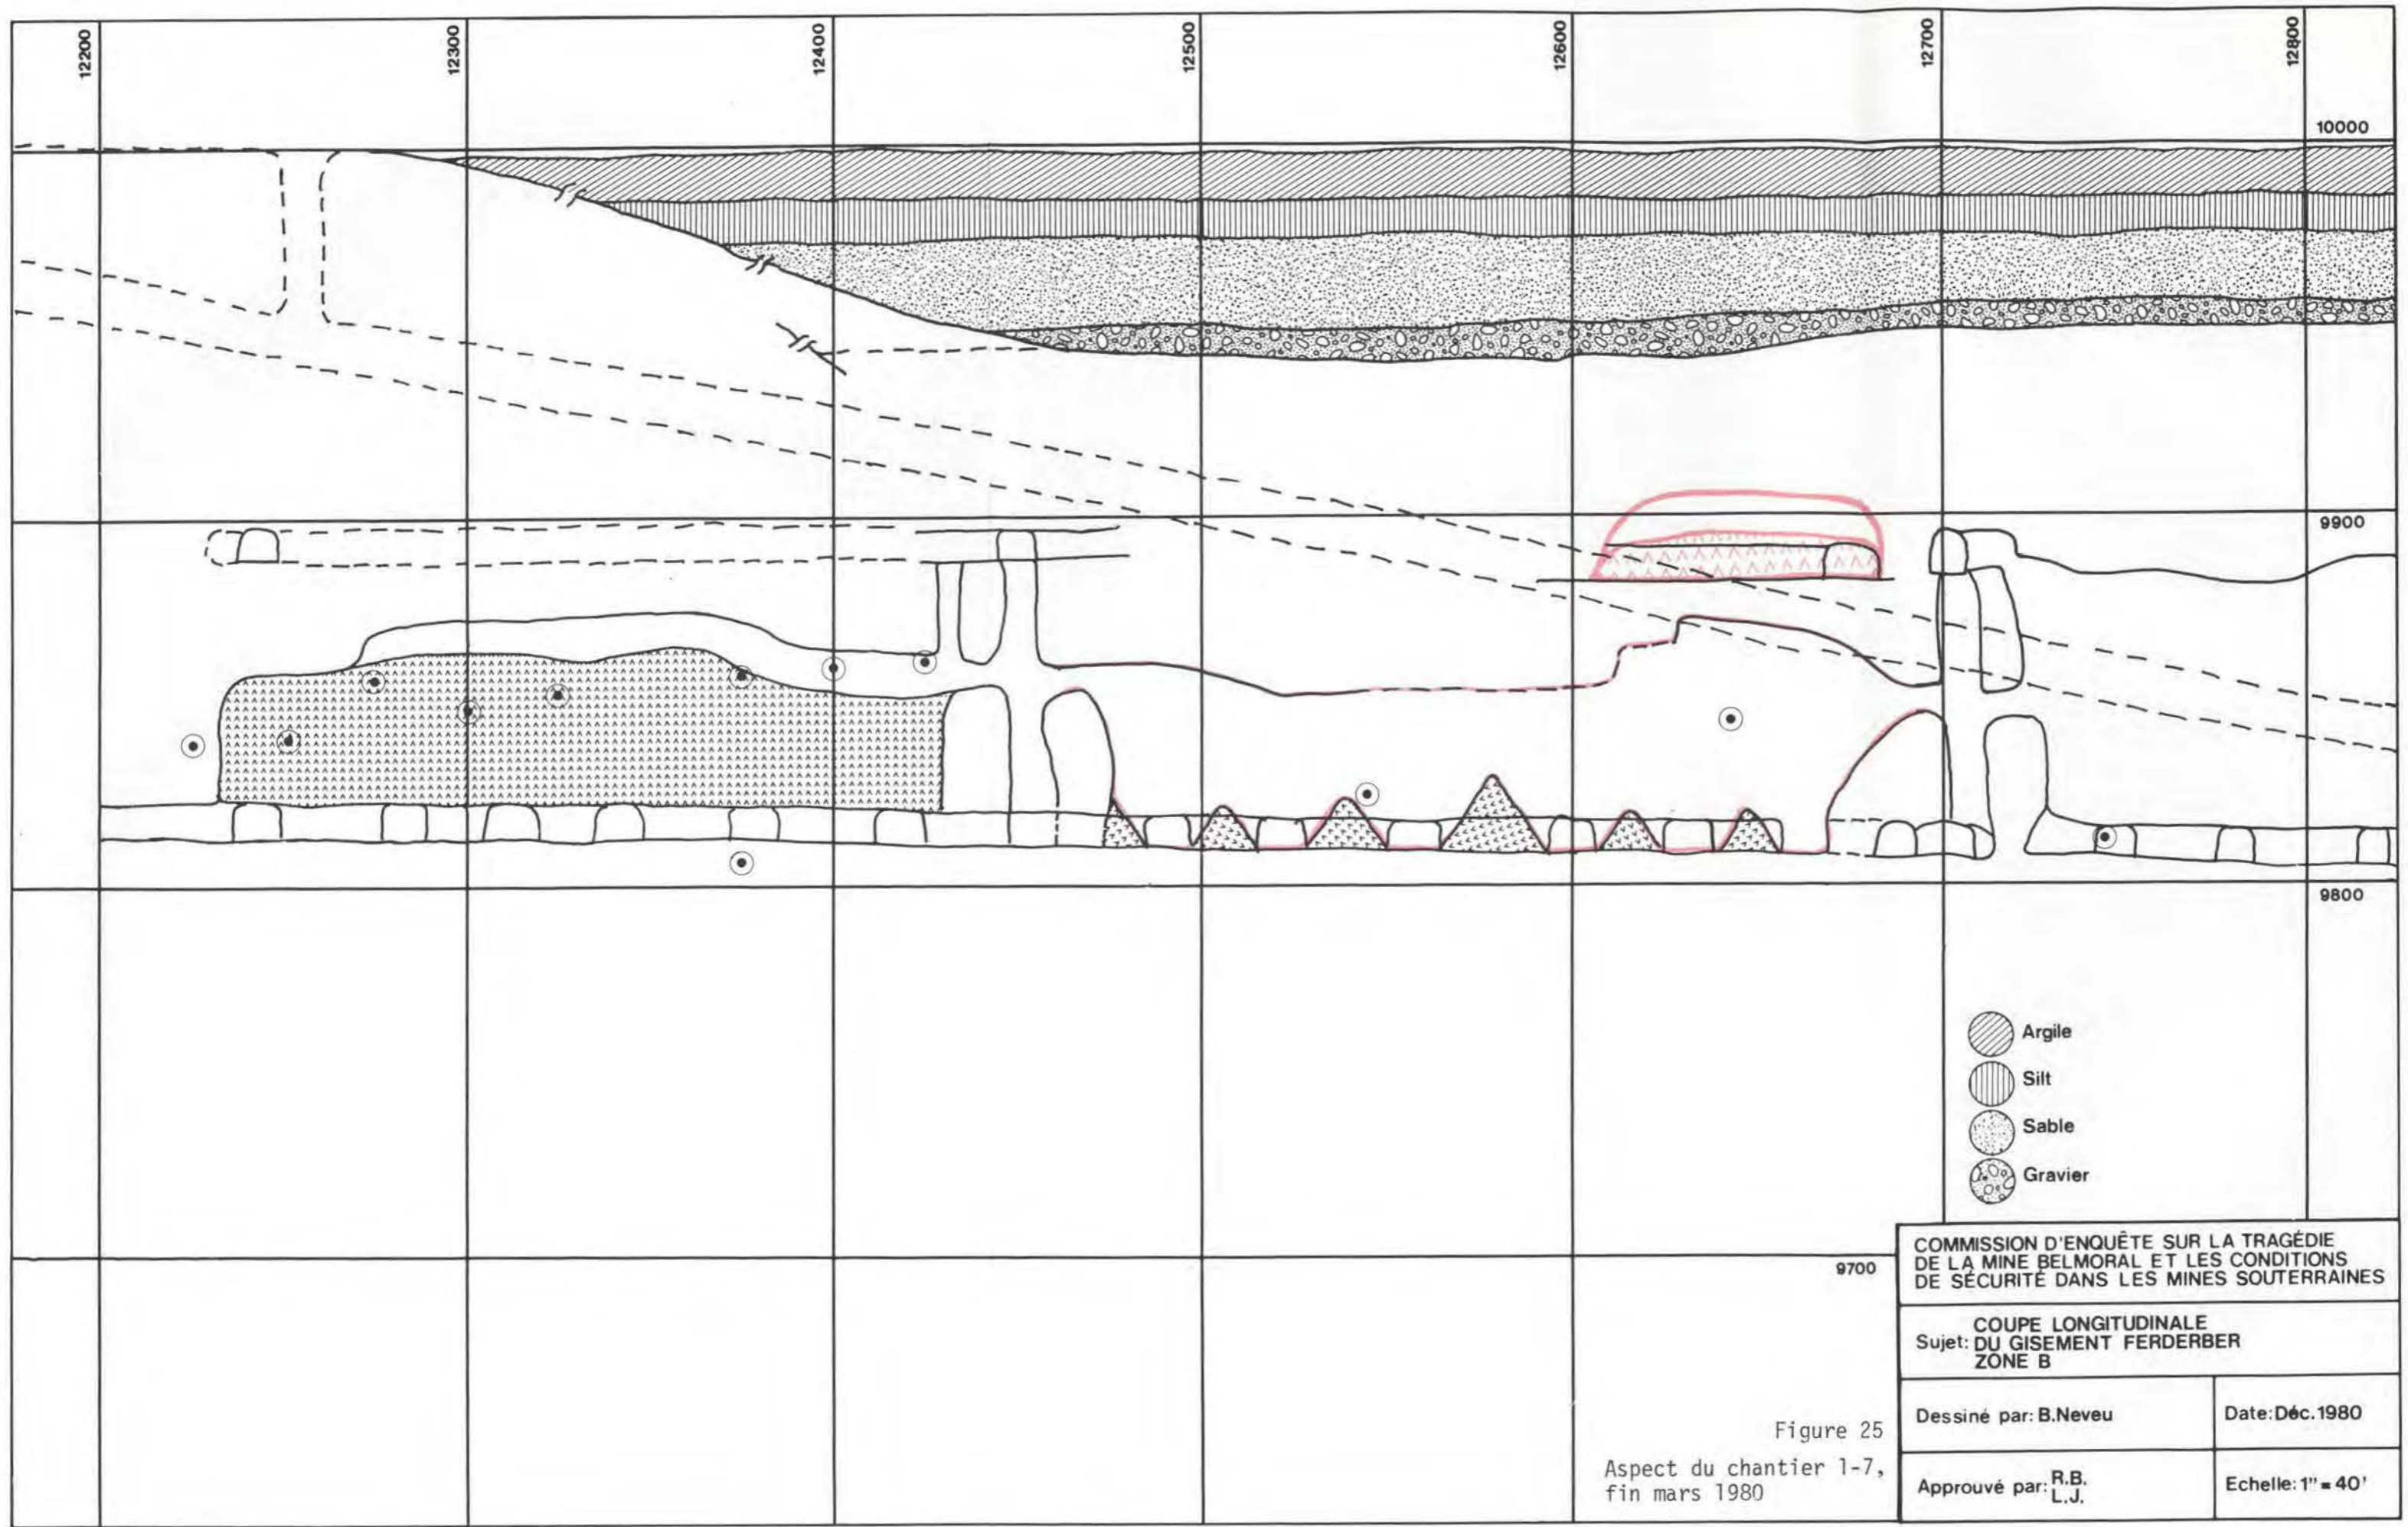 12200
12300
12400
12500
12600
12700
12800
10000
9900
9800
Argile
Silt
Sable
Gravier
9700
COMMISSION D'ENQUÊTE SUR LA TRAGÉDIE
DE LA MINE BELMORAL ET LES CONDITIONS
DE SÉCURITÉ DANS LES MINES SOUTERRAINES
Sujet: COUPE LONGITUDINALE
DU GISEMENT FERDERBER
ZONE B
Dessiné par: B.Neveu
Date: Déc.1980
Approuvé par: R.B.
L.J.
Echelle: 1" = 40'
Figure 25
Aspect du chantier 1-7,
fin mars 1980